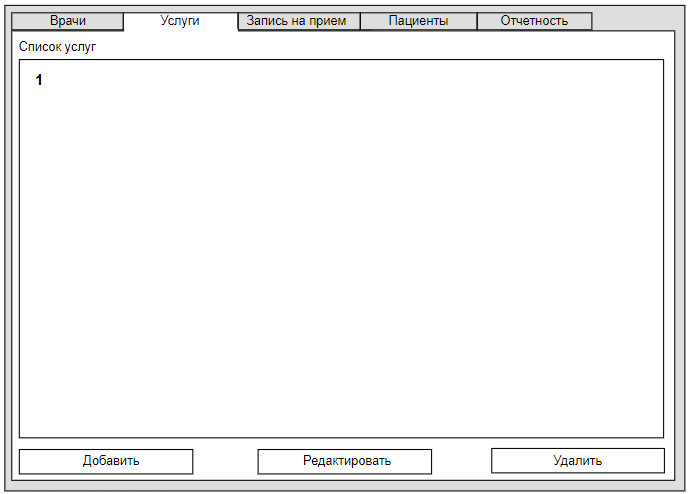 Врачи Услуги Запись на прием Пациенты Отчетность
Список услуг
1
Добавить Редактировать Удалить